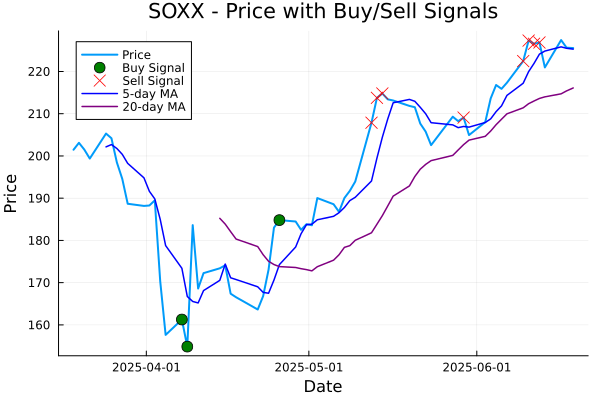 SOXX - Price with Buy/Sell Signals
Price
Buy Signal
Sell Signal
5-day MA
20-day MA
220
210
200
190
180
170
160
Price
2025-04-01
2025-05-01
2025-06-01
Date